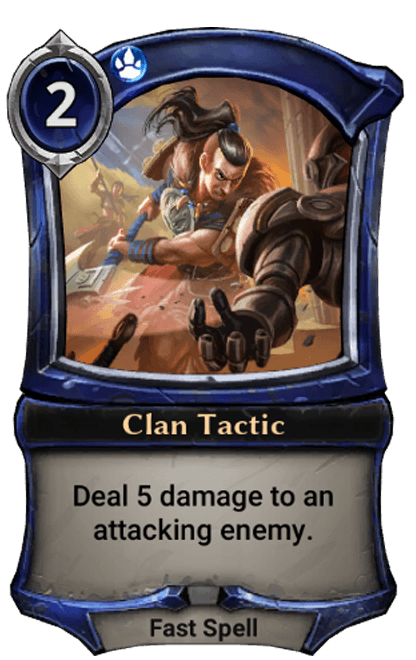 2
Clan Tactic
Deal 5 damage to an
attacking enemy.
Fast Spell